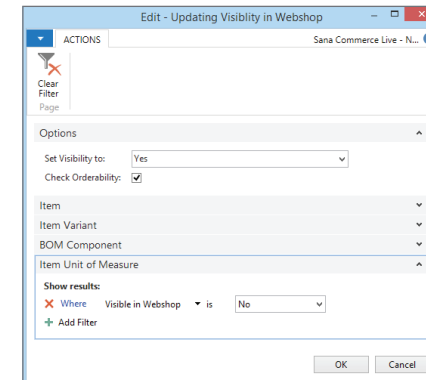 Edit - Updating Visiblity in Webshop
ACTIONS
Sana Commerce Live - N...
Clear
Filter
Page
Options
Set Visibility to: Yes
Check Orderability:
Item
Item Variant
BOM Component
Item Unit of Measure
Show results:
Where Visible in Webshop is No
Add Filter
OK Cancel